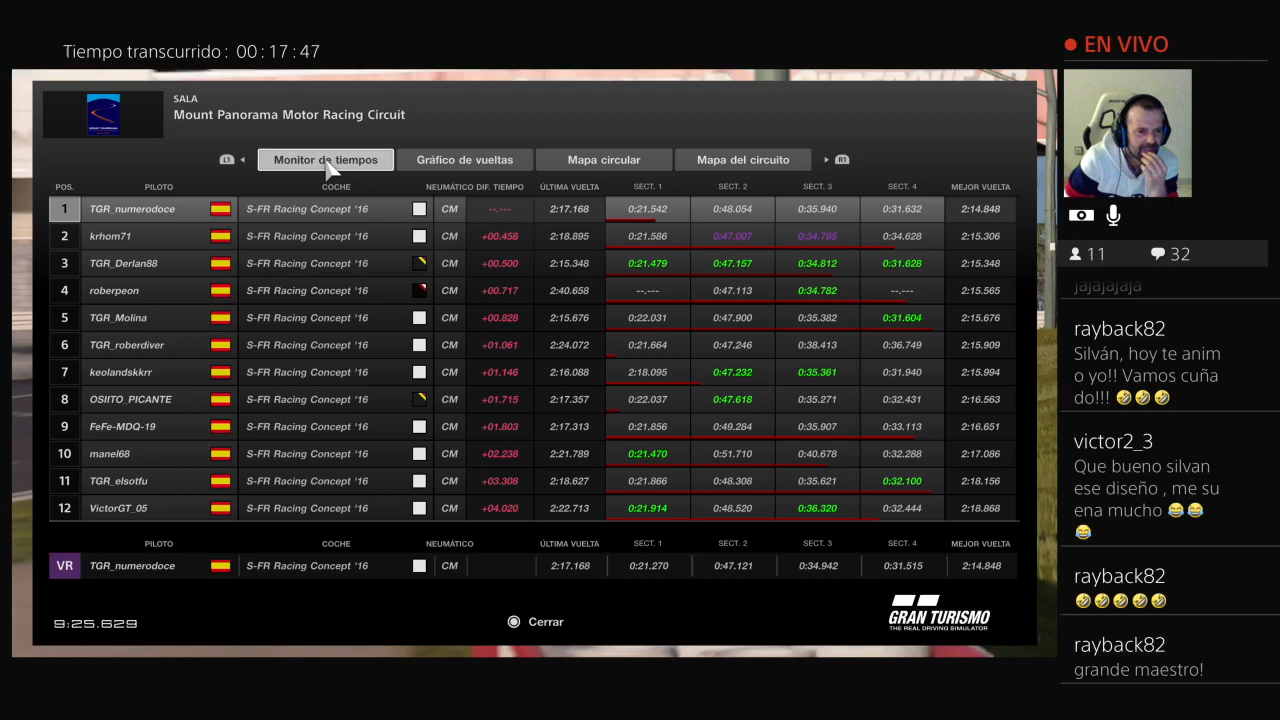 Tiempo transcurrido : 00:17:47
EN VIVO
SALA
Mount Panorama Motor Racing Circuit
L1 Monitor de tiempos Gráfico de vueltas Mapa circular Mapa del circuito R1
POS. PILOTO COCHE NEUMÁTICO DIF. TIEMPO ÚLTIMA VUELTA SECT. 1 SECT. 2 SECT. 3 SECT. 4 MEJOR VUELTA
1 TGR_numerodoce S-FR Racing Concept '16 CM --.--- 2:17.168 0:21.542 0:48.054 0:35.940 0:31.632 2:14.848
2 krhom71 S-FR Racing Concept '16 CM +00.458 2:18.895 0:21.586 0:47.007 0:34.795 0:34.628 2:15.306
3 TGR_Derlan88 S-FR Racing Concept '16 CM +00.500 2:15.348 0:21.479 0:47.157 0:34.812 0:31.628 2:15.348
4 roberpeon S-FR Racing Concept '16 CM +00.717 2:40.658 --.--- 0:47.113 0:34.782 --.--- 2:15.565
5 TGR_Molina S-FR Racing Concept '16 CM +00.828 2:15.676 0:22.031 0:47.900 0:35.382 0:31.604 2:15.676
6 TGR_roberdiver S-FR Racing Concept '16 CM +01.061 2:24.072 0:21.664 0:47.246 0:38.413 0:36.749 2:15.909
7 keolandskkrr S-FR Racing Concept '16 CM +01.146 2:16.088 2:18.095 0:47.232 0:35.361 0:31.940 2:15.994
8 OSIITO_PICANTE S-FR Racing Concept '16 CM +01.715 2:17.357 0:22.037 0:47.618 0:35.271 0:32.431 2:16.563
9 FeFe-MDQ-19 S-FR Racing Concept '16 CM +01.803 2:17.313 0:21.856 0:49.284 0:35.907 0:33.113 2:16.651
10 manel68 S-FR Racing Concept '16 CM +02.238 2:21.789 0:21.470 0:51.710 0:40.678 0:32.288 2:17.086
11 TGR_elsotfu S-FR Racing Concept '16 CM +03.308 2:18.627 0:21.866 0:48.308 0:35.621 0:32.100 2:18.156
12 VictorGT_05 S-FR Racing Concept '16 CM +04.020 2:22.713 0:21.914 0:48.520 0:36.320 0:32.444 2:18.868
PILOTO COCHE NEUMÁTICO ÚLTIMA VUELTA SECT. 1 SECT. 2 SECT. 3 SECT. 4 MEJOR VUELTA
VR TGR_numerodoce S-FR Racing Concept '16 CM 2:17.168 0:21.270 0:47.121 0:34.942 0:31.515 2:14.848
9:25.629
Cerrar
GRAN TURISMO
THE REAL DRIVING SIMULATOR
11 32
jajajajaja
rayback82
Silván, hoy te anim
o yo!! Vamos cuña
do!!! 🤣🤣🤣
victor2_3
Que bueno silvan
ese diseño , me su
ena mucho 😂😂
😂
rayback82
🤣🤣🤣🤣🤣
rayback82
grande maestro!